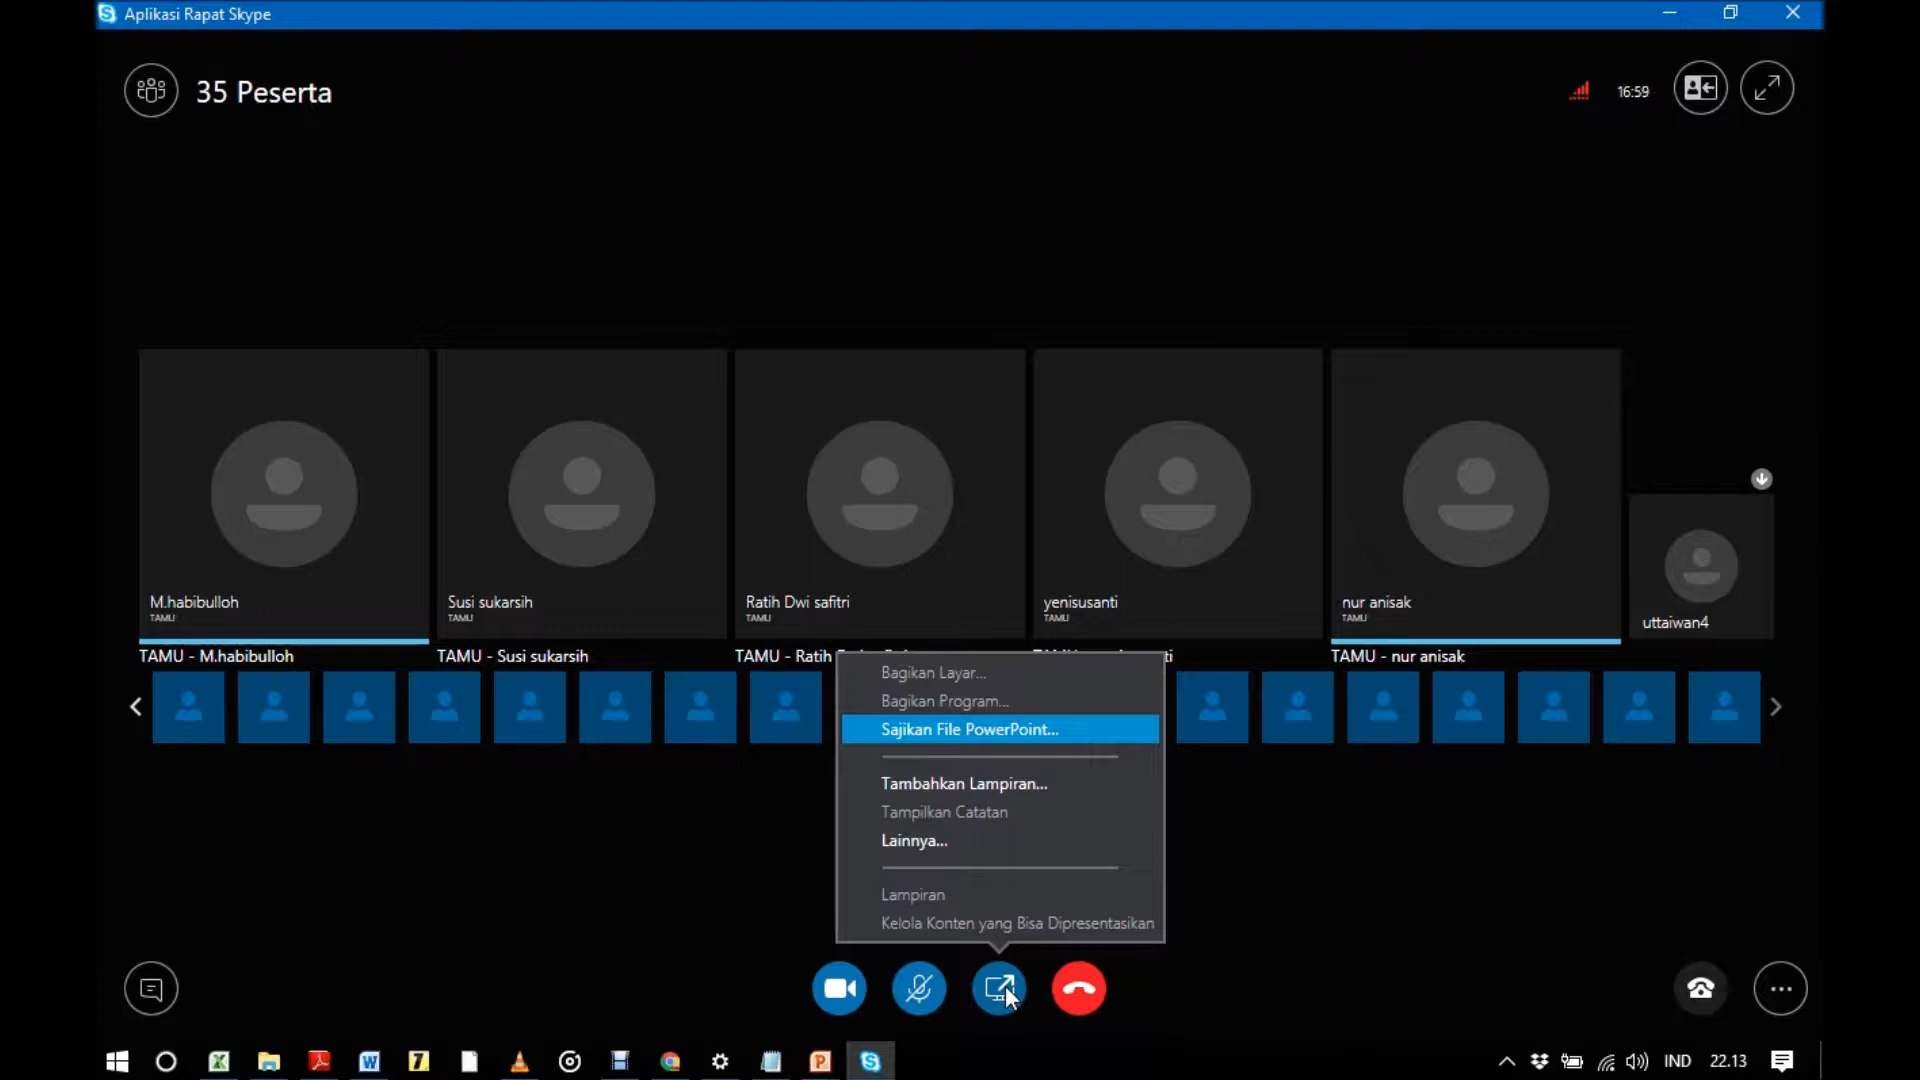 Aplikasi Rapat Skype
35 Peserta
16:59
M.habibulloh
TAMU
Susi sukarsih
TAMU
Ratih Dwi safitri
TAMU
yenisusanti
TAMU
nur anisak
TAMU
uttaiwan4
TAMU - M.habibulloh
TAMU - Susi sukarsih
TAMU - Ratih
TAMU - nur anisak
Bagikan Layar...
Bagikan Program...
Sajikan File PowerPoint...
Tambahkan Lampiran...
Tampilkan Catatan
Lainnya...
Lampiran
Kelola Konten yang Bisa Dipresentasikan
IND
22.13